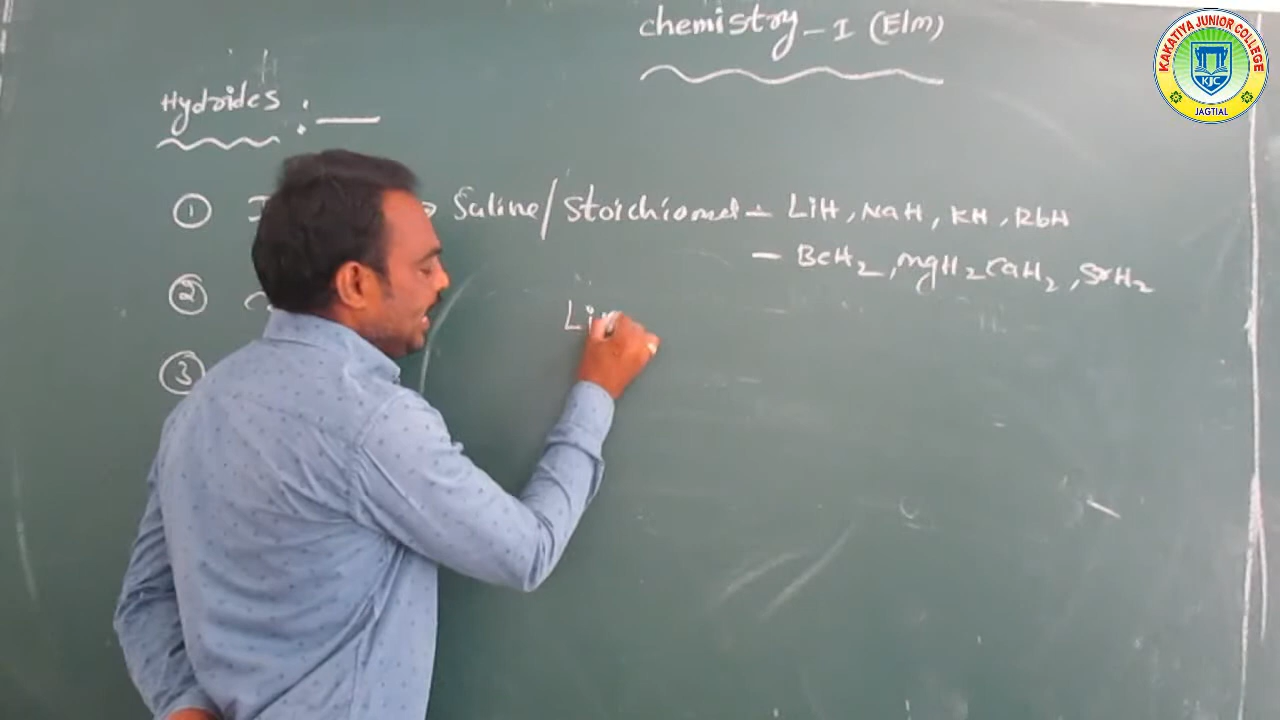 chemistry - I (E/m)
KAKATIYA JUNIOR COLLEGE
KJC
JAGTIAL
Hydrides :—
① I Saline/Stoichiomet - LiH, NaH, KH, RbH
- BeH₂, MgH₂ CaH₂, SrH₂
②
③
Li